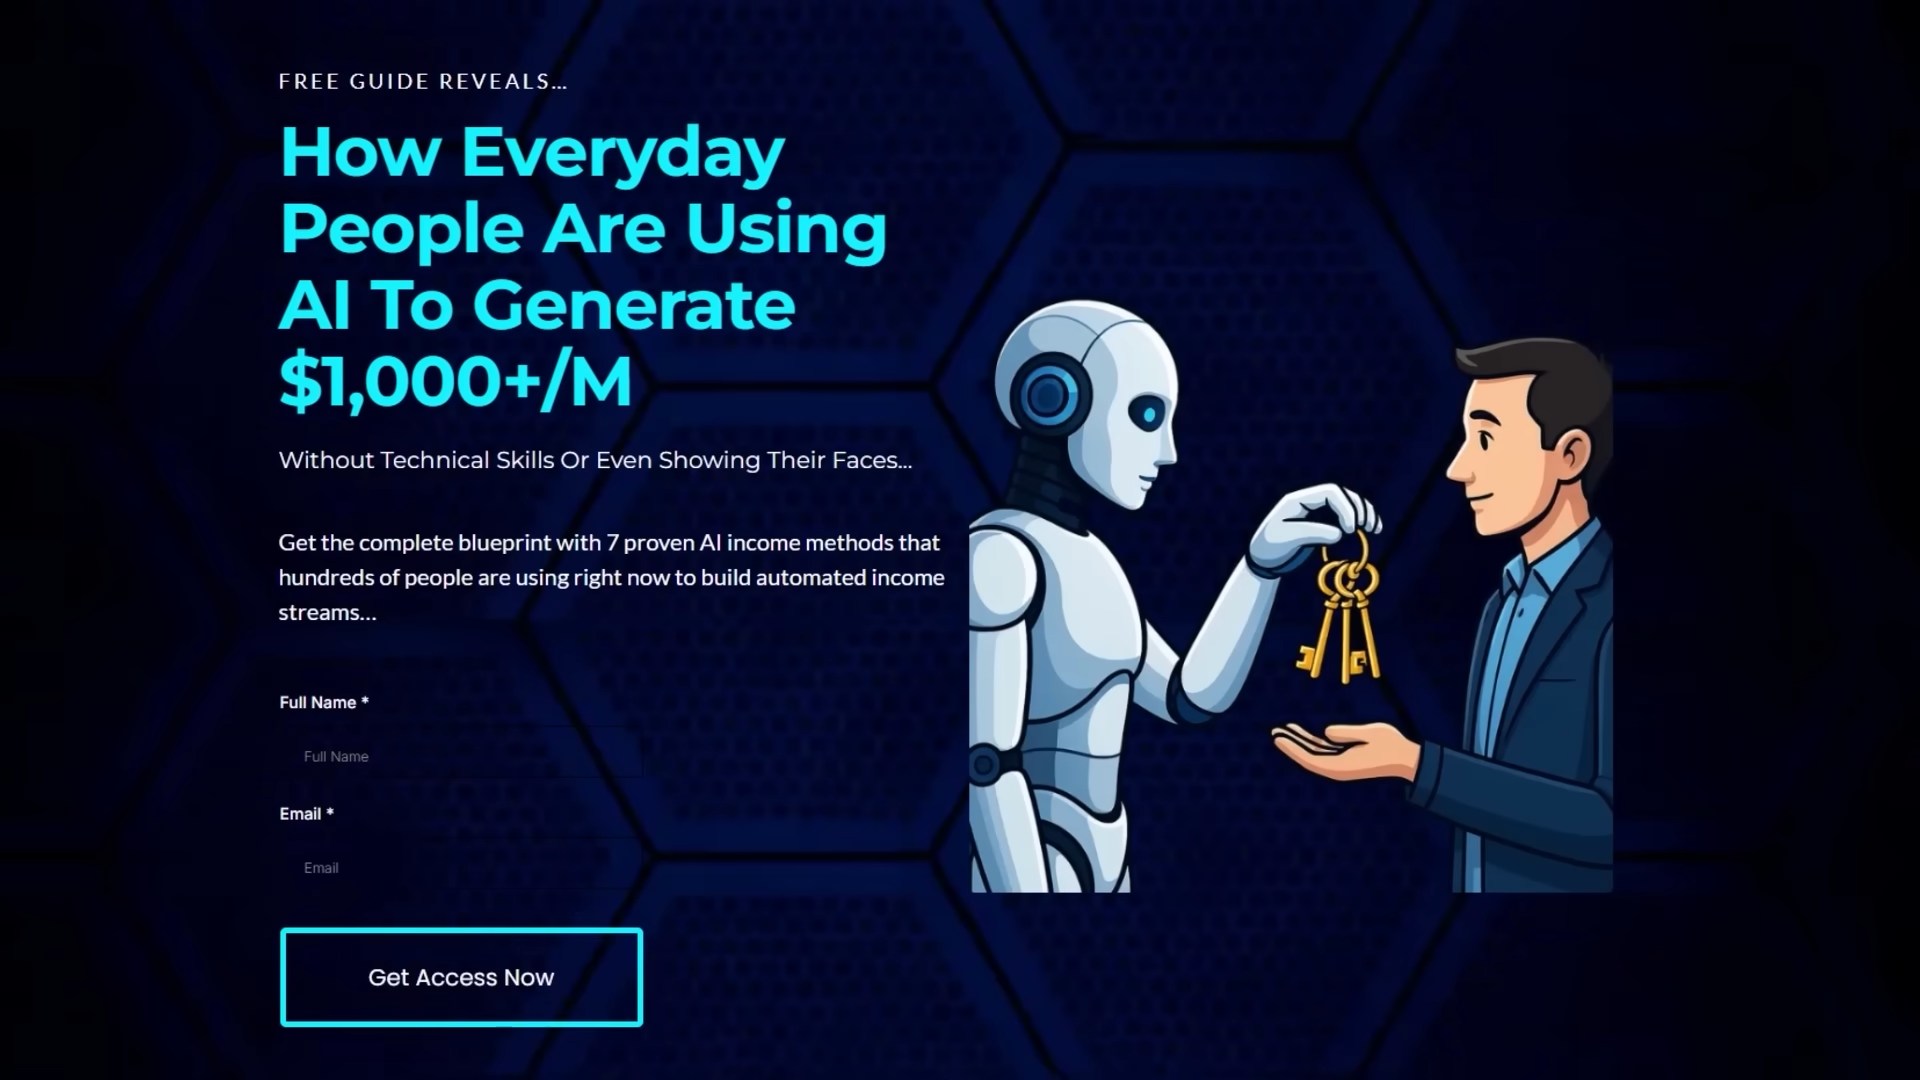 FREE GUIDE REVEALS...
How Everyday
People Are Using
AI To Generate
$1,000+/M
Without Technical Skills Or Even Showing Their Faces...
Get the complete blueprint with 7 proven AI income methods that
hundreds of people are using right now to build automated income
streams...
Full Name *
Full Name
Email *
Email
Get Access Now